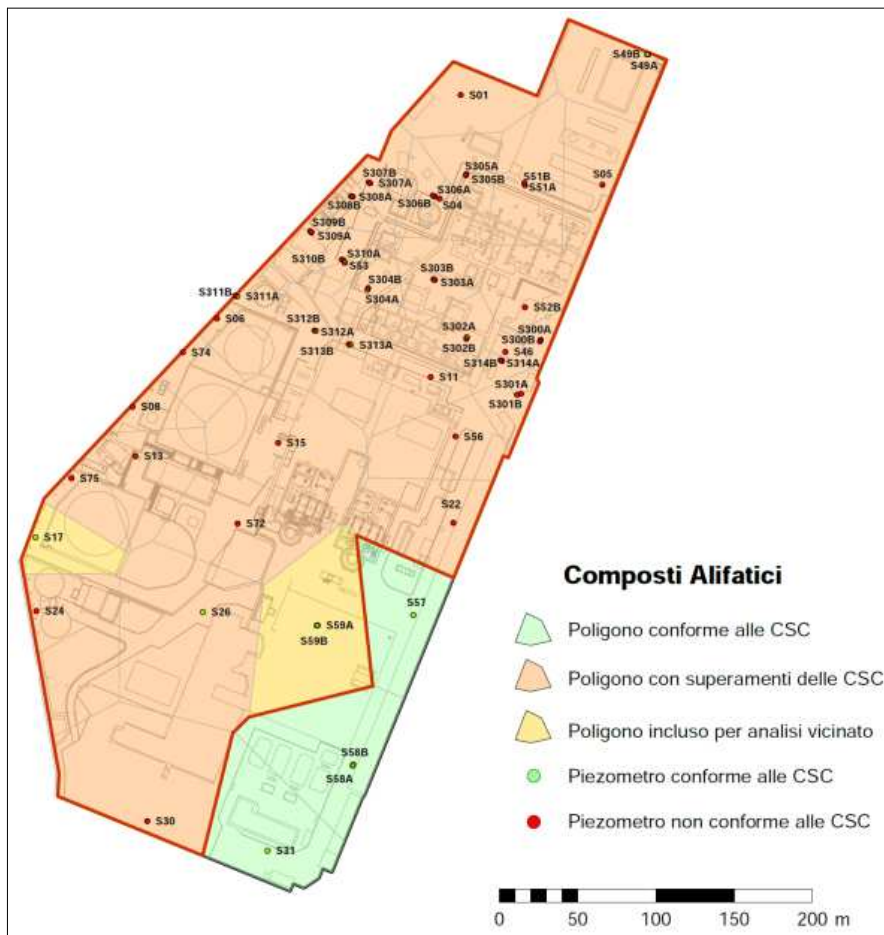 S49B
S49A
S01
S305A
S305B
S51B
S51A
S05
S307B
S307A
S306A
S306B
S04
S308A
S308B
S309B
S309A
S310A
S310B
S53
S303B
S303A
S304B
S304A
S311B
S311A
S52B
S06
S312B
S312A
S313A
S313B
S302A
S302B
S300A
S300B
S46
S314B
S314A
S74
S11
S301A
S301B
S08
S56
S15
S13
S75
S72
S22
S17
S24
S26
S59A
S59B
S57
S58B
S58A
S30
S31
Composti Alifatici
Poligono conforme alle CSC
Poligono con superamenti delle CSC
Poligono incluso per analisi vicinato
Piezometro conforme alle CSC
Piezometro non conforme alle CSC
0 50 100 150 200 m